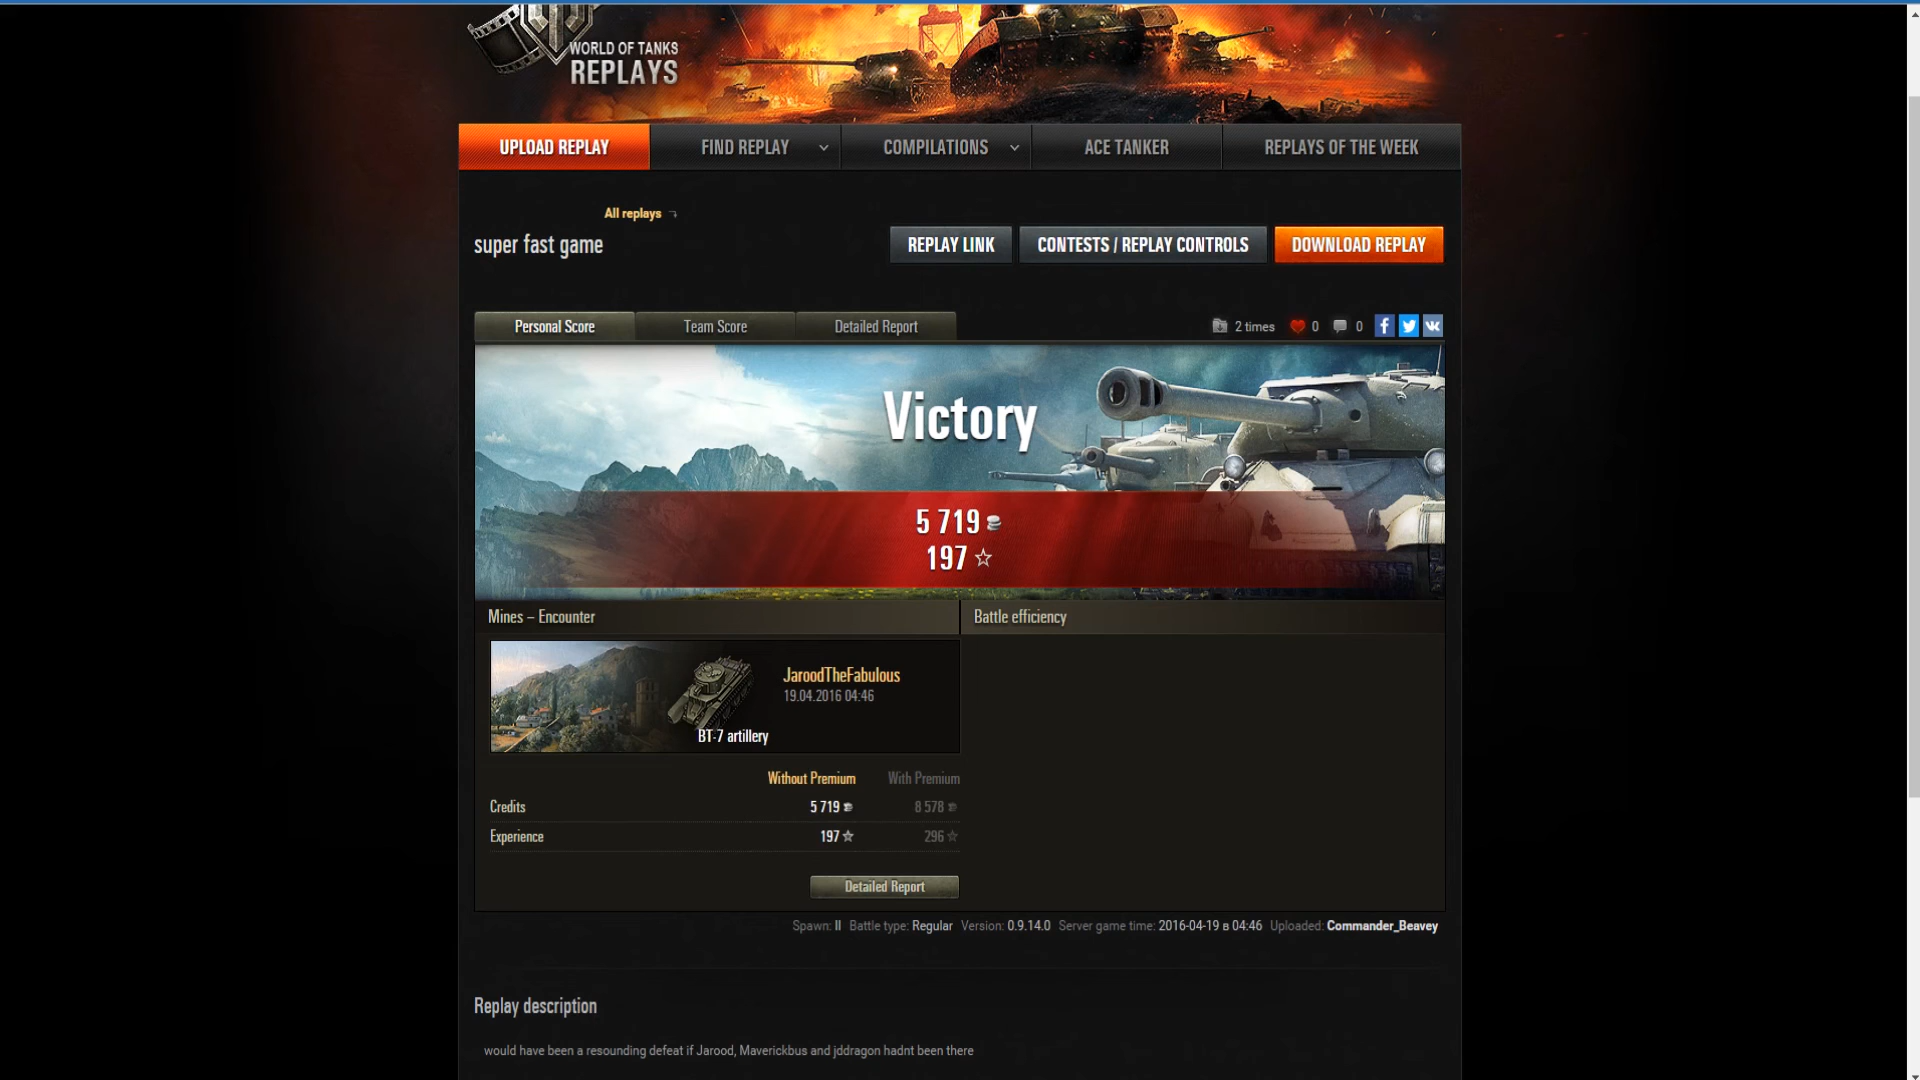 WORLD OF TANKS
REPLAYS
UPLOAD REPLAY FIND REPLAY COMPILATIONS ACE TANKER REPLAYS OF THE WEEK
All replays
super fast game REPLAY LINK CONTESTS / REPLAY CONTROLS DOWNLOAD REPLAY
Personal Score Team Score Detailed Report 2 times 0 0
Victory
5 719
197
Mines – Encounter Battle efficiency
JaroodTheFabulous
19.04.2016 04:46
BT-7 artillery
Without Premium With Premium
Credits 5 719 8 578
Experience 197 296
Detailed Report
Spawn: II Battle type: Regular Version: 0.9.14.0 Server game time: 2016-04-19 в 04:46 Uploaded: Commander_Beavey
Replay description
would have been a resounding defeat if Jarood, Maverickbus and jddragon hadnt been there